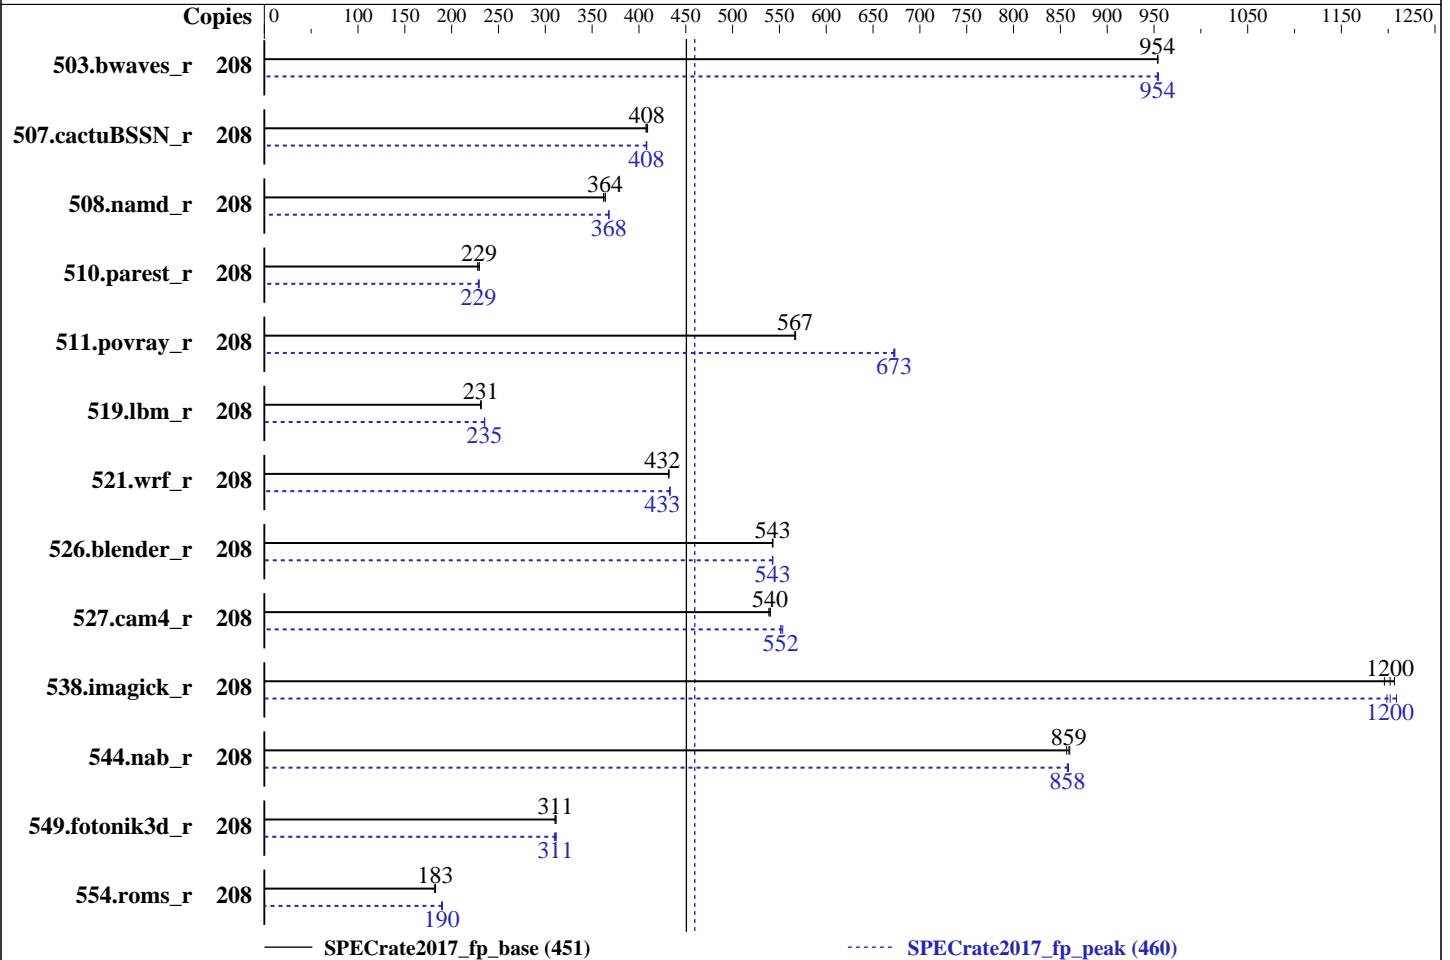 Copies 0 100 150 200 250 300 350 400 450 500 550 600 650 700 750 800 850 900 950 1050 1150 1250
503.bwaves_r 208 954
954
507.cactuBSSN_r 208 408
408
508.namd_r 208 364
368
510.parest_r 208 229
229
511.povray_r 208 567
673
519.lbm_r 208 231
235
521.wrf_r 208 432
433
526.blender_r 208 543
543
527.cam4_r 208 540
552
538.imagick_r 208 1200
1200
544.nab_r 208 859
858
549.fotonik3d_r 208 311
311
554.roms_r 208 183
190
SPECrate2017_fp_base (451) SPECrate2017_fp_peak (460)